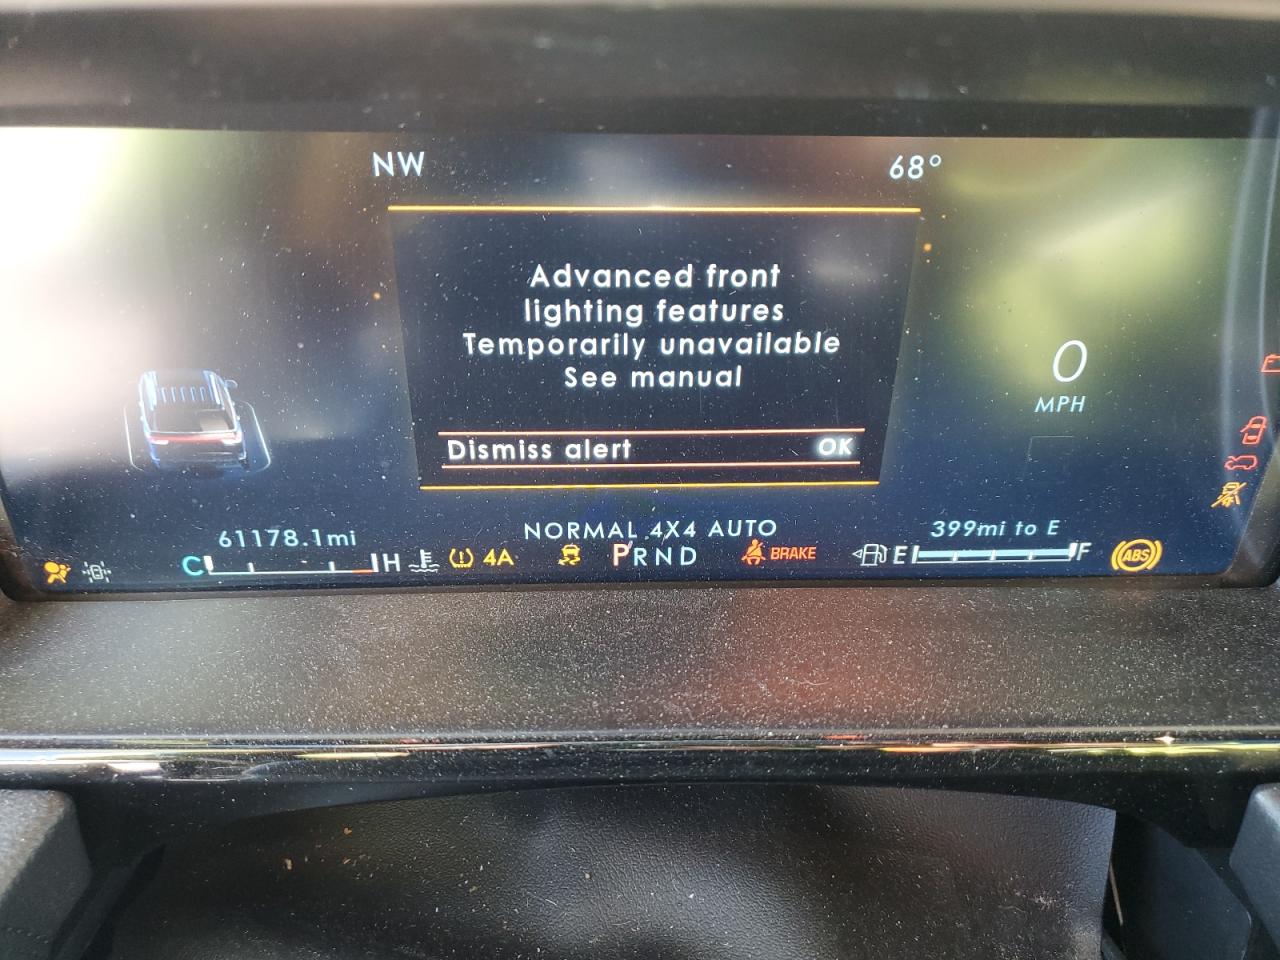 NW
68°
Advanced front
lighting features
Temporarily unavailable
See manual
0
MPH
Dismiss alert OK
61178.1mi
NORMAL 4X4 AUTO
399mi to E
C H
4A
PRND
BRAKE
E F
ABS